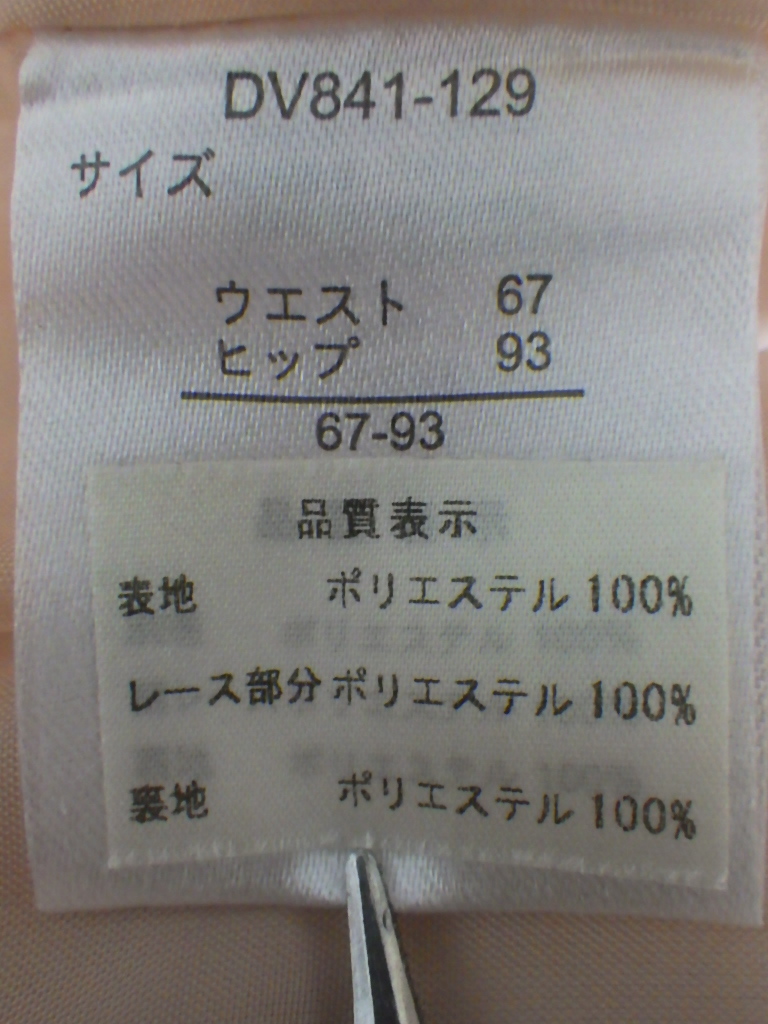 DV841-129
サイズ
ウエスト 67
ヒップ 93
67-93
品質表示
表地 ポリエステル 100%
レース部分 ポリエステル 100%
裏地 ポリエステル 100%